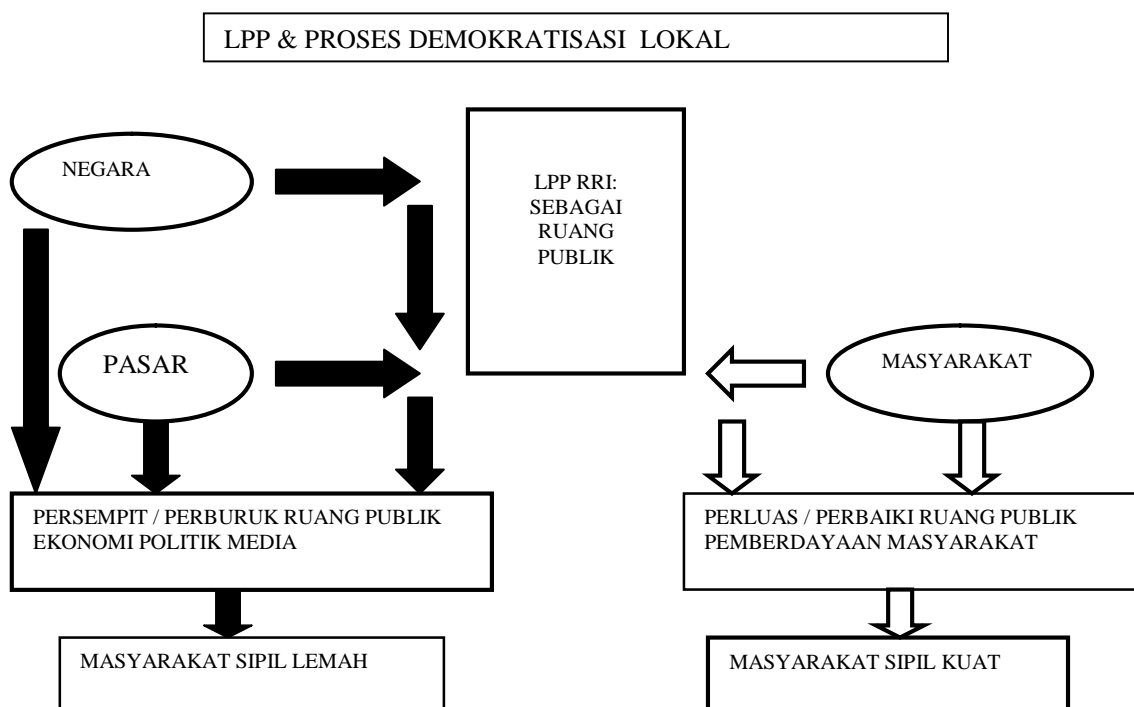 LPP & PROSES DEMOKRATISASI LOKAL
NEGARA
LPP RRI:
SEBAGAI
RUANG
PUBLIK
PASAR
MASYARAKAT
PERSEMPIT / PERBURUK RUANG PUBLIK
EKONOMI POLITIK MEDIA
PERLUAS / PERBAIKI RUANG PUBLIK
PEMBERDAYAAN MASYARAKAT
MASYARAKAT SIPIL LEMAH
MASYARAKAT SIPIL KUAT